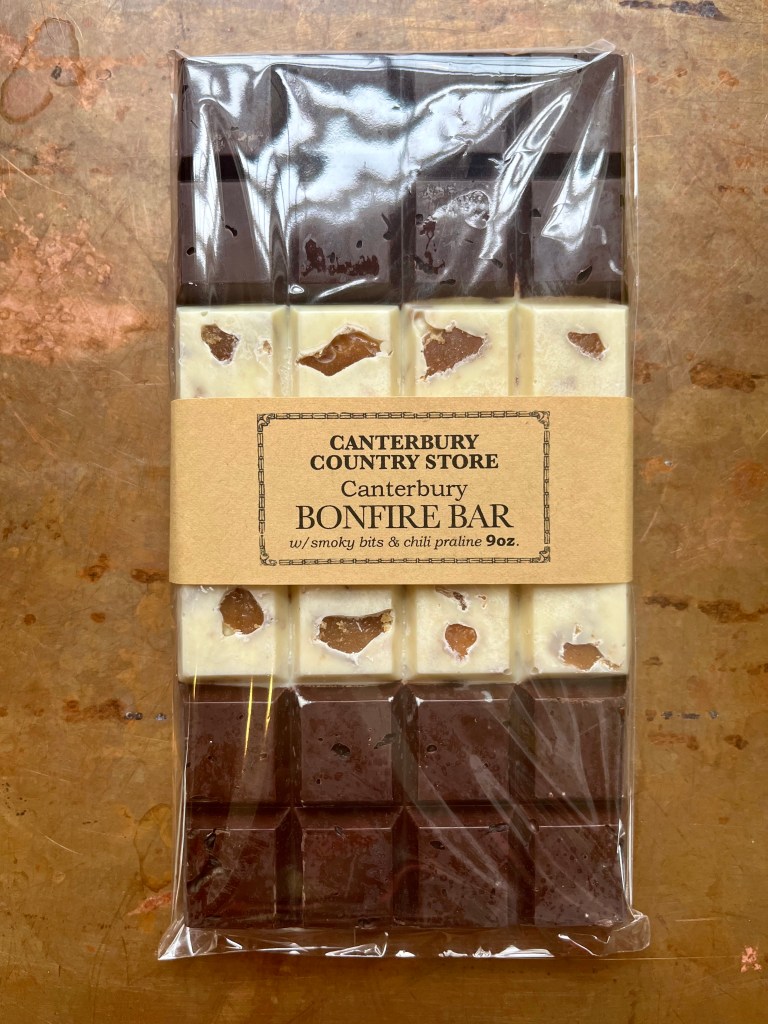 CANTERBURY
COUNTRY STORE
Canterbury
BONFIRE BAR
w/ smoky bits & chili praline 9oz.